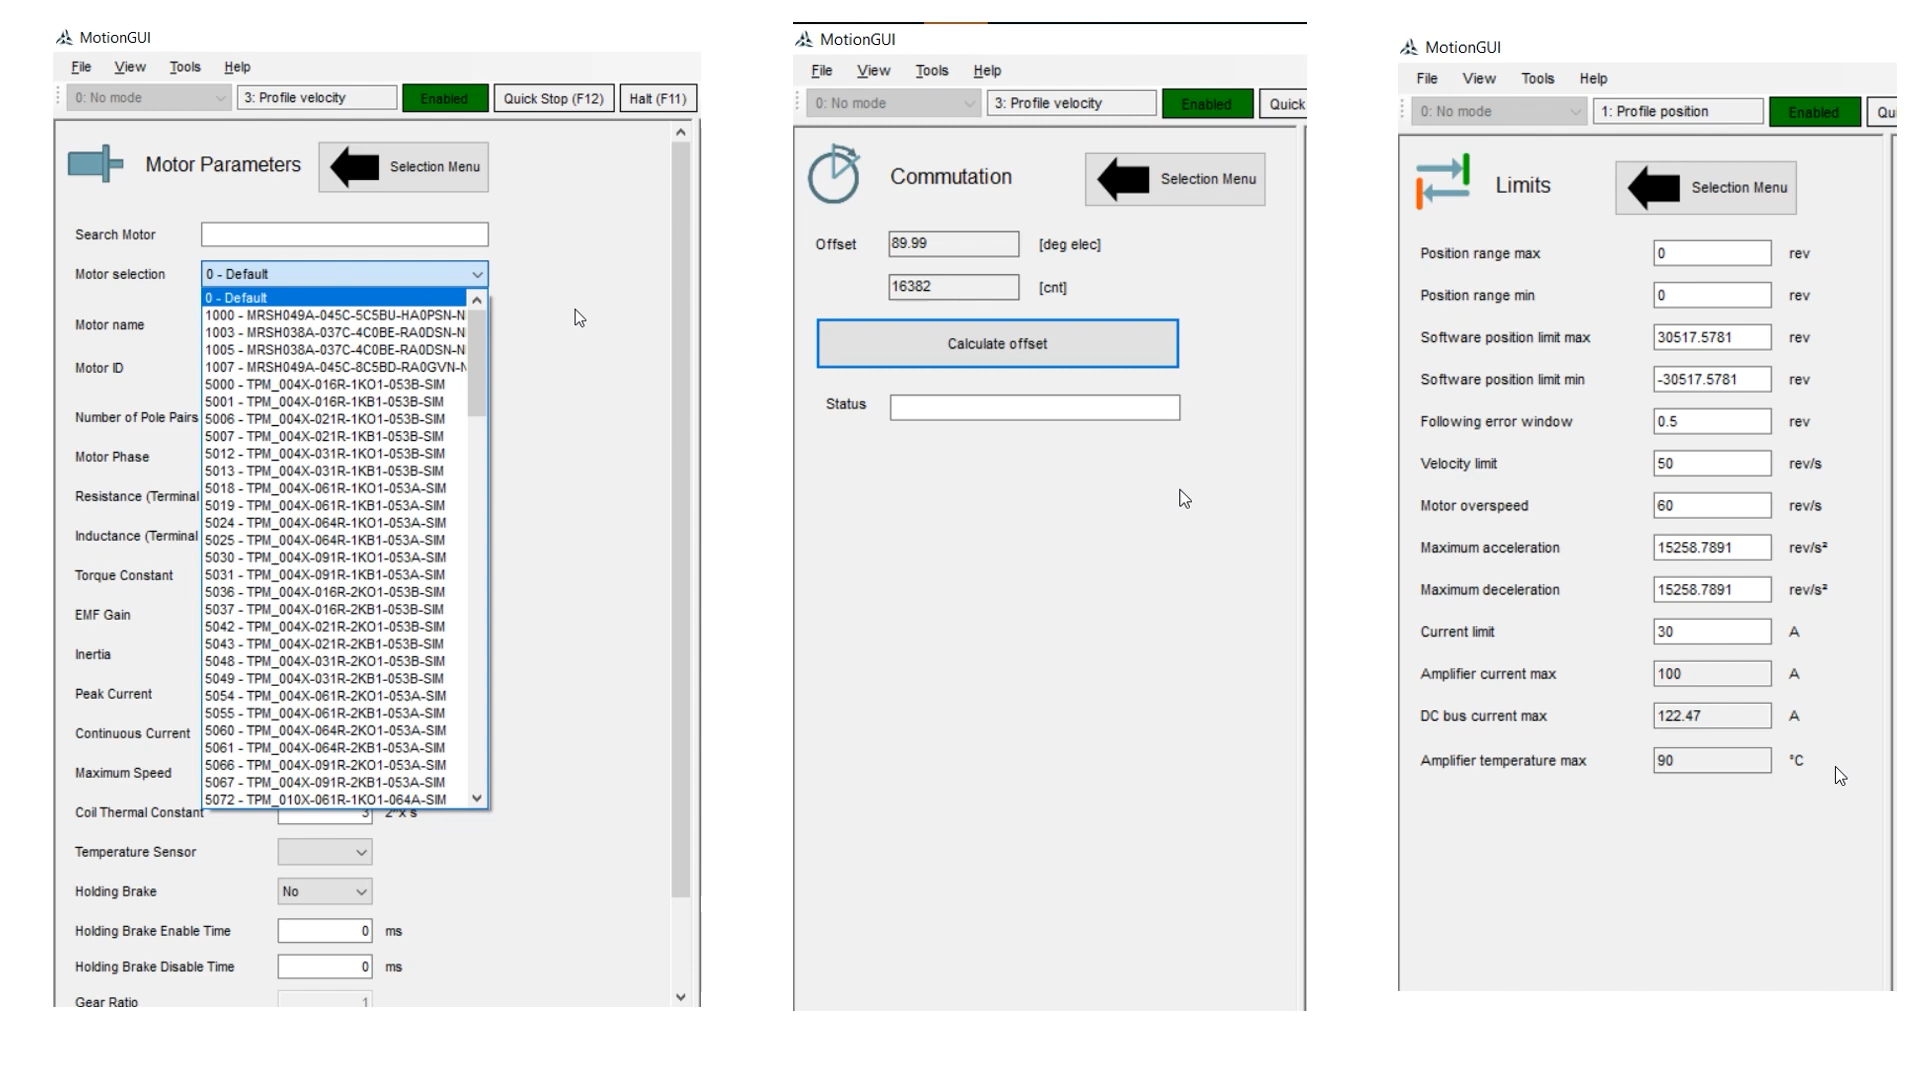 MotionGUI
File View Tools Help
0: No mode 3: Profile velocity Enabled Quick Stop (F12) Halt (F11)
Motor Parameters Selection Menu
Search Motor
Motor selection 0 - Default
0 - Default
1000 - MRSH049A-045C-5C5BU-HA0PSN-N
Motor name
1003 - MRSH038A-037C-4C0BE-RA0DSN-N
1005 - MRSH038A-037C-4C0BE-RA0DSN-N
Motor ID
1007 - MRSH049A-045C-8C5BD-RA0GVN-N
5000 - TPM_004X-016R-1KO1-053B-SIM
5001 - TPM_004X-016R-1KB1-053B-SIM
Number of Pole Pairs
5006 - TPM_004X-021R-1KO1-053B-SIM
5007 - TPM_004X-021R-1KB1-053B-SIM
Motor Phase
5012 - TPM_004X-031R-1KO1-053B-SIM
5013 - TPM_004X-031R-1KB1-053B-SIM
5018 - TPM_004X-061R-1KO1-053A-SIM
Resistance (Terminal
5019 - TPM_004X-061R-1KB1-053A-SIM
5024 - TPM_004X-064R-1KO1-053A-SIM
Inductance (Terminal
5025 - TPM_004X-064R-1KB1-053A-SIM
5030 - TPM_004X-091R-1KO1-053A-SIM
Torque Constant
5031 - TPM_004X-091R-1KB1-053A-SIM
5036 - TPM_004X-016R-2KO1-053B-SIM
5037 - TPM_004X-016R-2KB1-053B-SIM
EMF Gain
5042 - TPM_004X-021R-2KO1-053B-SIM
5043 - TPM_004X-021R-2KB1-053B-SIM
Inertia
5048 - TPM_004X-031R-2KO1-053B-SIM
5049 - TPM_004X-031R-2KB1-053B-SIM
Peak Current
5054 - TPM_004X-061R-2KO1-053A-SIM
5055 - TPM_004X-061R-2KB1-053A-SIM
Continuous Current
5060 - TPM_004X-064R-2KO1-053A-SIM
5061 - TPM_004X-064R-2KB1-053A-SIM
5066 - TPM_004X-091R-2KO1-053A-SIM
Maximum Speed
5067 - TPM_004X-091R-2KB1-053A-SIM
5072 - TPM_010X-061R-1KO1-064A-SIM
Coil Thermal Constant 3 2^x s
Temperature Sensor
Holding Brake No
Holding Brake Enable Time 0 ms
Holding Brake Disable Time 0 ms
Gear Ratio 1
MotionGUI
File View Tools Help
0: No mode 3: Profile velocity Enabled Quick
Commutation Selection Menu
Offset 89.99 [deg elec]
16382 [cnt]
Calculate offset
Status
MotionGUI
File View Tools Help
0: No mode 1: Profile position Enabled Qu
Limits Selection Menu
Position range max 0 rev
Position range min 0 rev
Software position limit max 30517.5781 rev
Software position limit min -30517.5781 rev
Following error window 0.5 rev
Velocity limit 50 rev/s
Motor overspeed 60 rev/s
Maximum acceleration 15258.7891 rev/s²
Maximum deceleration 15258.7891 rev/s²
Current limit 30 A
Amplifier current max 100 A
DC bus current max 122.47 A
Amplifier temperature max 90 °C